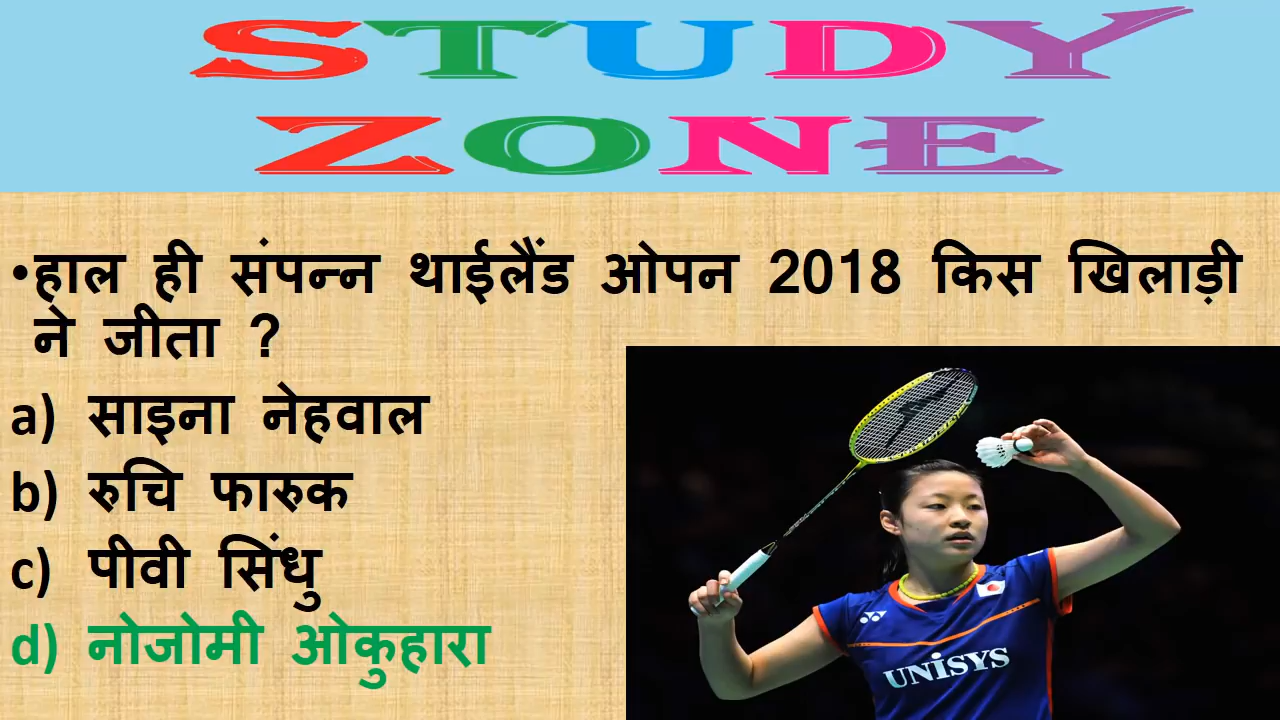 STUDY
ZONE
•हाल ही संपन्न थाईलैंड ओपन 2018 किस खिलाड़ी
ने जीता ?
a) साइना नेहवाल
b) रुचि फारुक
c) पीवी सिंधु
d) नोजोमी ओकुहारा
UNiSYS